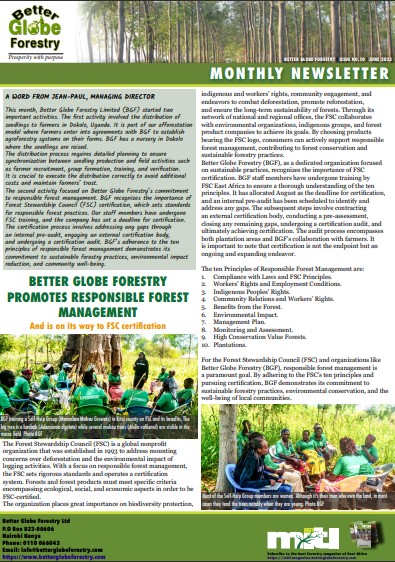 Better
Globe
Forestry
Prosperity with purpose
BETTER GLOBE FORESTRY | ISSUE NO.10 JUNE 2023
MONTHLY NEWSLETTER
A WORD FROM JEAN-PAUL, MANAGING DIRECTOR
This month, Better Globe Forestry Limited (BGF) started two
important activities. The first activity involved the distribution of
seedlings to farmers in Dokolo, Uganda. It is part of our afforestation
model where farmers enter into agreements with BGF to establish
agroforestry systems on their farms. BGF has a nursery in Dokolo
where the seedlings are raised.
The distribution process requires detailed planning to ensure
synchronization between seedling production and field activities such
as farmer recruitment, group formation, training, and verification.
It is crucial to execute the distribution correctly to avoid additional
costs and maintain farmers' trust.
The second activity focused on Better Globe Forestry's commitment
to responsible forest management. BGF recognizes the importance of
Forest Stewardship Council (FSC) certification, which sets standards
for responsible forest practices. Our staff members have undergone
FSC training, and the company has set a deadline for certification.
The certification process involves addressing any gaps through
an internal pre-audit, engaging an external certification body,
and undergoing a certification audit. BGF's adherence to the ten
principles of responsible forest management demonstrates its
commitment to sustainable forestry practices, environmental impact
reduction, and community well-being.
BETTER GLOBE FORESTRY
PROMOTES RESPONSIBLE FOREST
MANAGEMENT
And is on its way to FSC certification
BGF training a Self-Help Group (Mwanzano Mukau Growers) in Kitui county on FSC and its benefits. The
big tree is a baobab (Adansonia digitata) while several mukau trees (Melia volkensii) are visible in the
maize field. Photo BGF
The Forest Stewardship Council (FSC) is a global nonprofit
organization that was established in 1993 to address mounting
concerns over deforestation and the environmental impact of
logging activities. With a focus on responsible forest management,
the FSC sets rigorous standards and operates a certification
system. Forests and forest products must meet specific criteria
encompassing ecological, social, and economic aspects in order to be
FSC-certified.
The organization places great importance on biodiversity protection,
indigenous and workers' rights, community engagement, and
endeavors to combat deforestation, promote reforestation,
and ensure the long-term sustainability of forests. Through its
network of national and regional offices, the FSC collaborates
with environmental organizations, indigenous groups, and forest
product companies to achieve its goals. By choosing products
bearing the FSC logo, consumers can actively support responsible
forest management, contributing to forest conservation and
sustainable forestry practices.
Better Globe Forestry (BGF), as a dedicated organization focused
on sustainable practices, recognizes the importance of FSC
certification. BGF staff members have undergone training by
FSC East Africa to ensure a thorough understanding of the ten
principles. It has allocated August as the deadline for certification,
and an internal pre-audit has been scheduled to identify and
address any gaps. The subsequent steps involve contracting
an external certification body, conducting a pre-assessment,
closing any remaining gaps, undergoing a certification audit, and
ultimately achieving certification. The audit process encompasses
both plantation areas and BGF's collaboration with farmers. It
is important to note that certification is not the endpoint but an
ongoing and expanding endeavor.
The ten Principles of Responsible Forest Management are:
1. Compliance with Laws and FSC Principles.
2. Workers' Rights and Employment Conditions.
3. Indigenous Peoples' Rights.
4. Community Relations and Workers' Rights.
5. Benefits from the Forest.
6. Environmental Impact.
7. Management Plan.
8. Monitoring and Assessment.
9. High Conservation Value Forests.
10. Plantations.
For the Forest Stewardship Council (FSC) and organizations like
Better Globe Forestry (BGF), responsible forest management is
a paramount goal. By adhering to the FSC's ten principles and
pursuing certification, BGF demonstrates its commitment to
sustainable forestry practices, environmental conservation, and the
well-being of local communities.
Most of the Self-Help Group members are women. Although it's their men who own the land, in most
cases they tend the trees notably when they are young. Photo BGF
Better Globe Forestry Ltd
P.O Box 823-00606
Nairobi Kenya
Phone: 0110 066043
Email: info@betterglobeforestry.com
https://www.betterglobeforestry.com
Subscribe to the best forestry magazine of East Africa